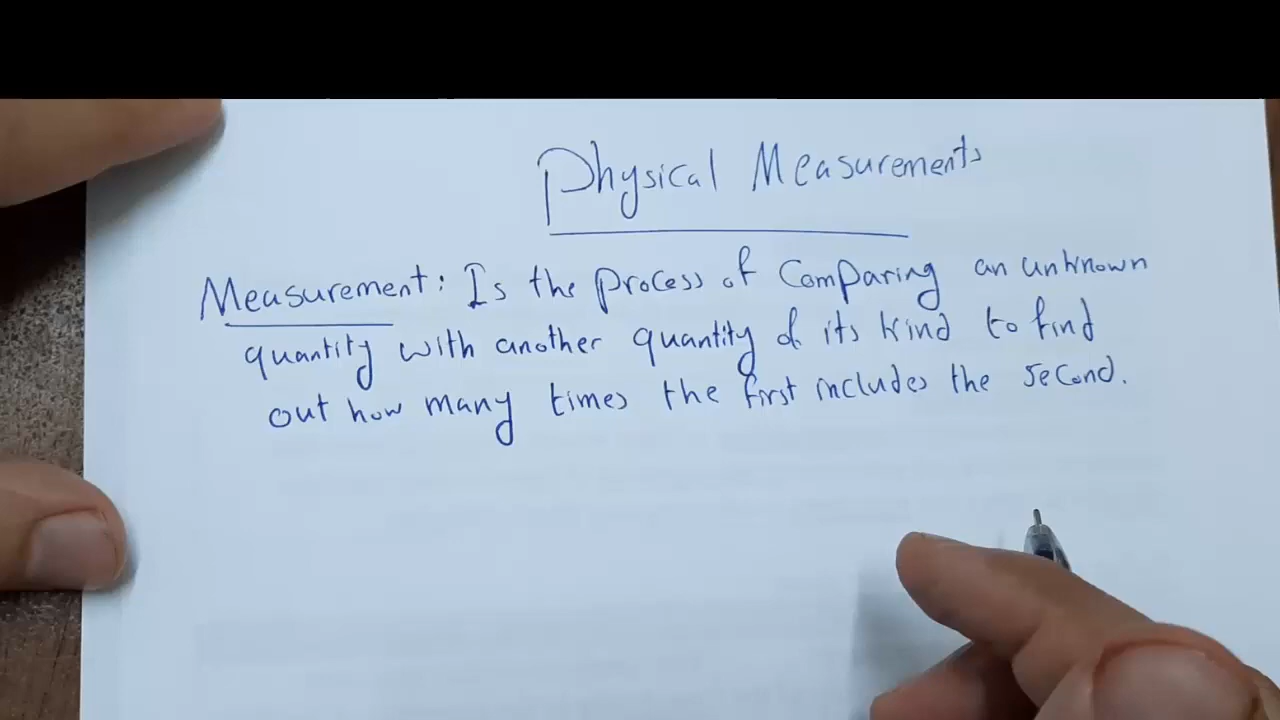 Physical Measurements
Measurement: Is the process of Comparing an unknown
quantity with another quantity of its kind to find
out how many times the first includes the second.